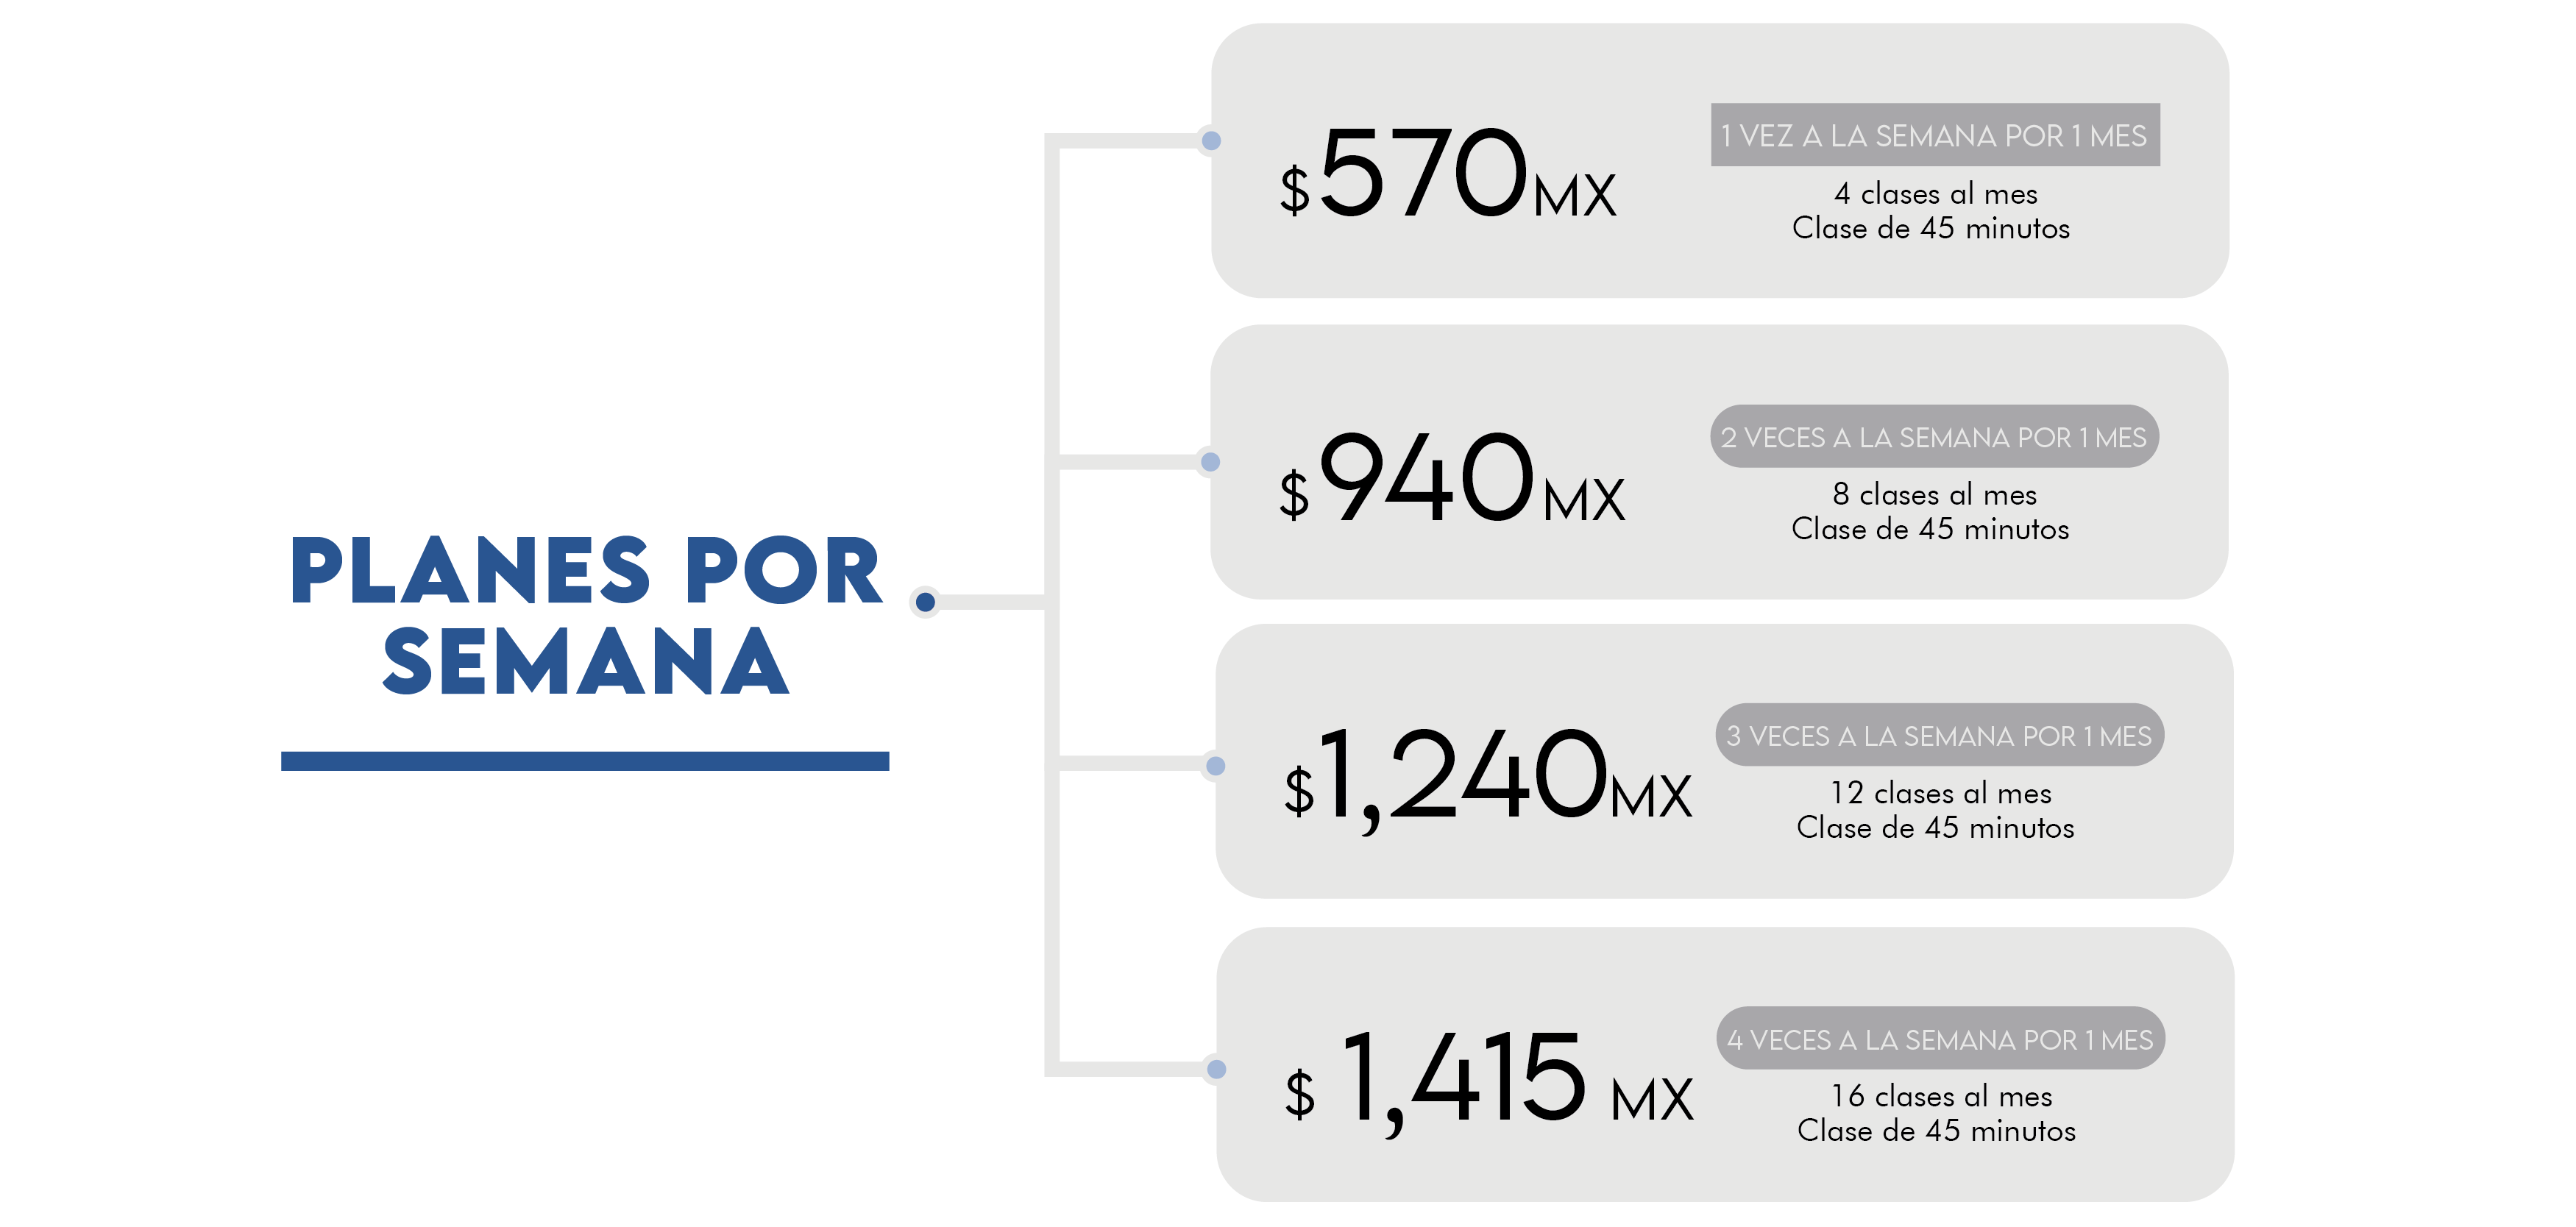 PLANES POR
SEMANA
$570MX
1 VEZ A LA SEMANA POR 1 MES
4 clases al mes
Clase de 45 minutos
$940MX
2 VECES A LA SEMANA POR 1 MES
8 clases al mes
Clase de 45 minutos
$1,240MX
3 VECES A LA SEMANA POR 1 MES
12 clases al mes
Clase de 45 minutos
$ 1,415 MX
4 VECES A LA SEMANA POR 1 MES
16 clases al mes
Clase de 45 minutos